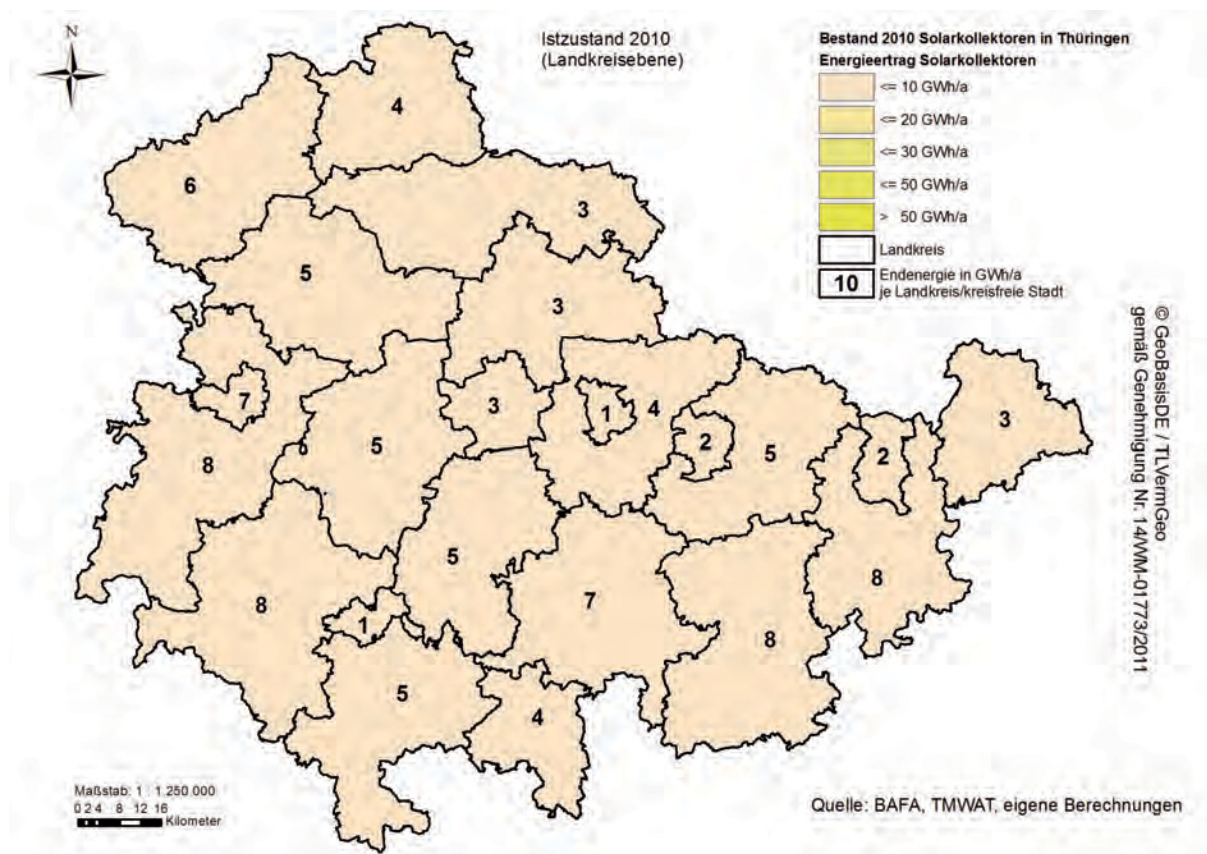 N
Istzustand 2010
(Landkreisebene)
Bestand 2010 Solarkollektoren in Thüringen
Energieertrag Solarkollektoren
<= 10 GWh/a
<= 20 GWh/a
<= 30 GWh/a
<= 50 GWh/a
> 50 GWh/a
Landkreis
10 Endenergie in GWh/a
je Landkreis/kreisfreie Stadt
4
6
3
5
3
7
3
1
4
3
8
5
2
5
2
5
8
8
7
1
8
5
4
© GeoBasisDE / TLVermGeo
gemäß Genehmigung Nr. 14/WM-01773/2011
Maßstab: 1 : 1.250.000
0 2 4 8 12 16
Kilometer
Quelle: BAFA, TMWAT, eigene Berechnungen